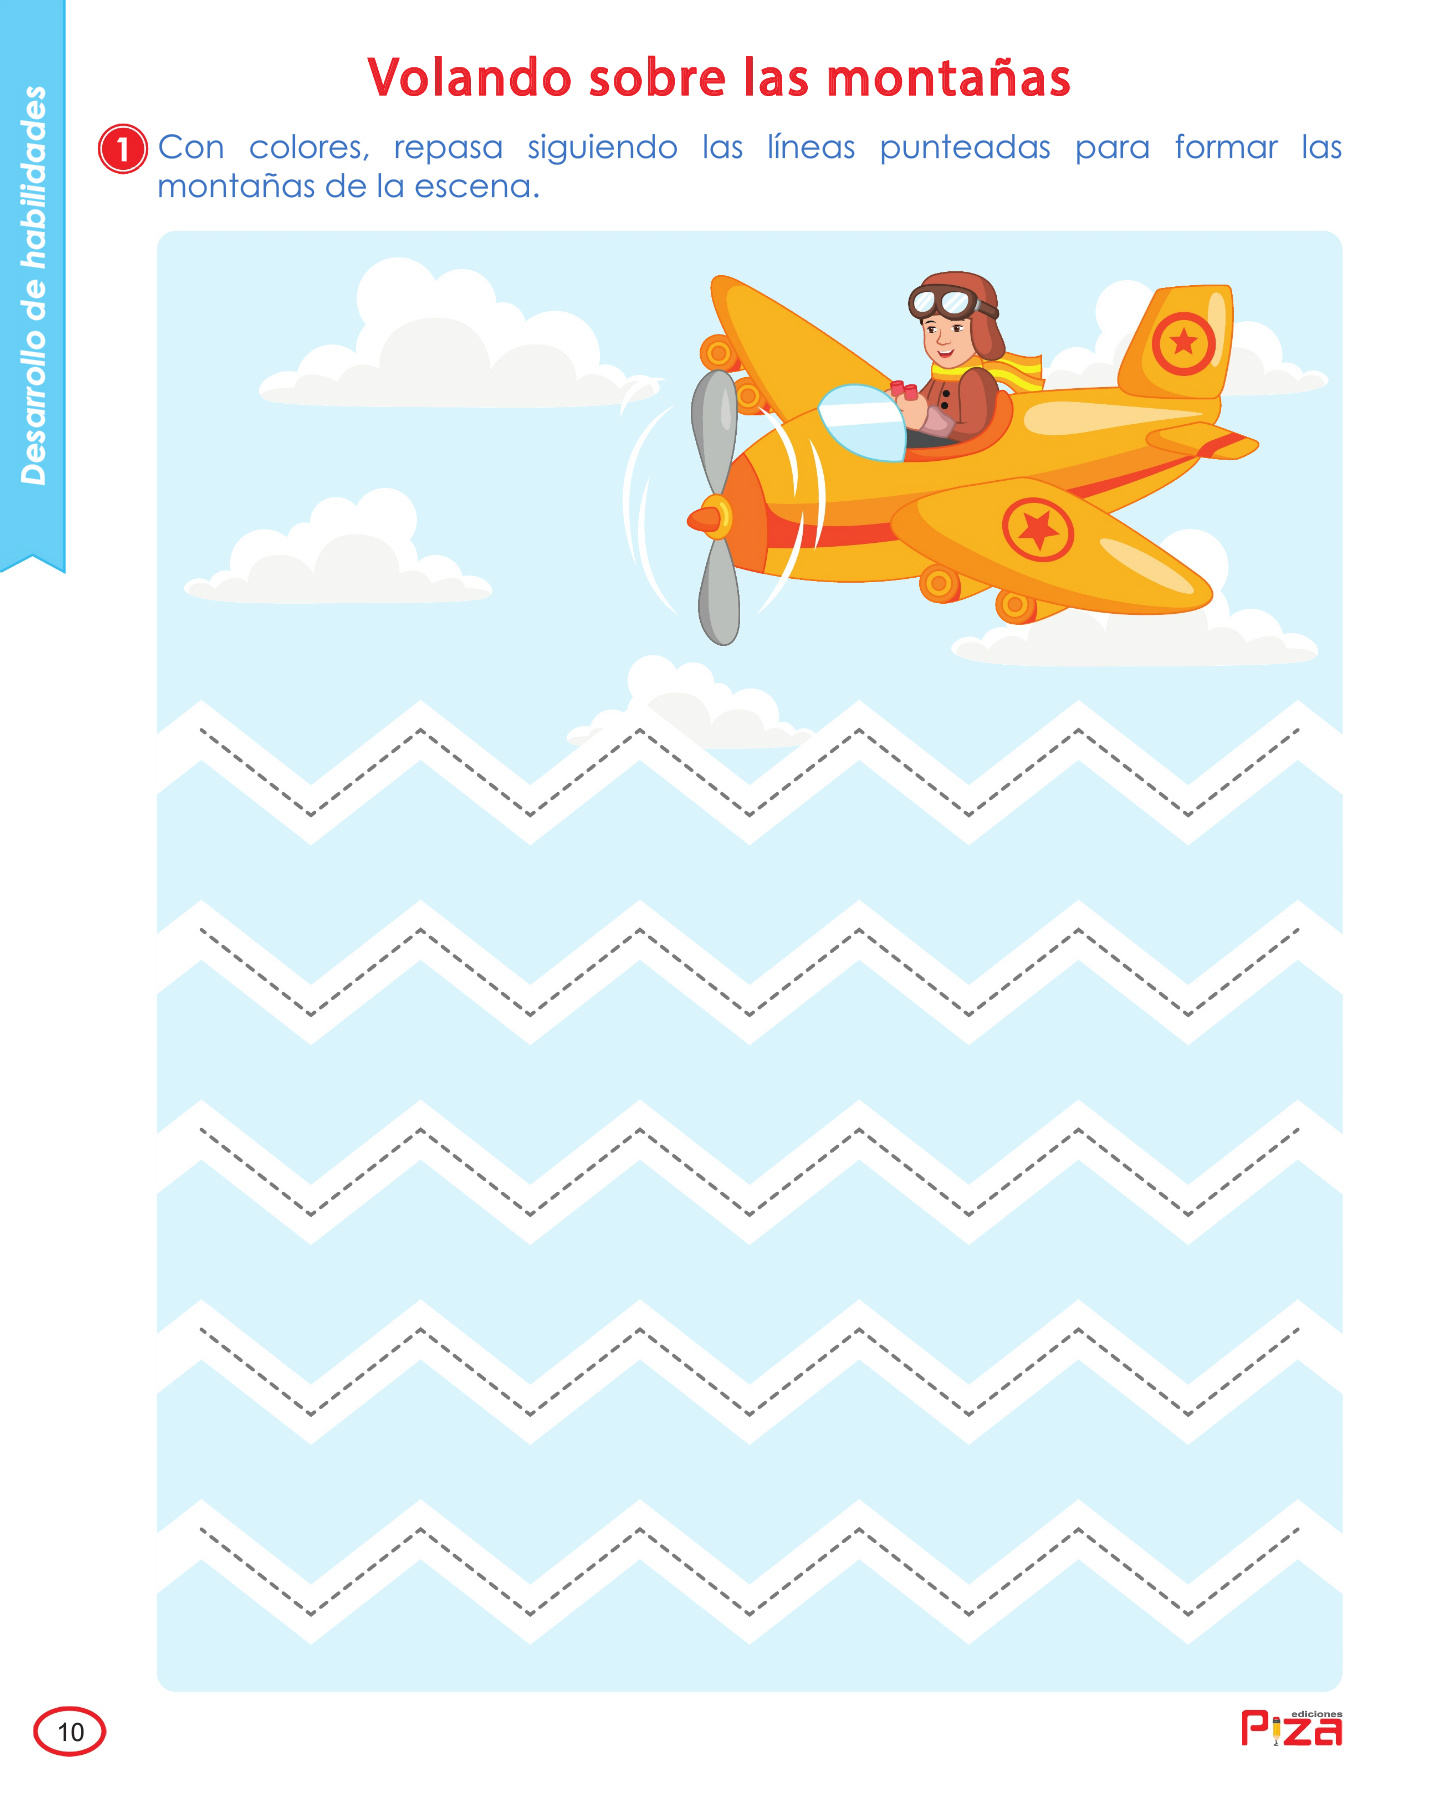 Desarrollo de habilidades
Volando sobre las montañas
1 Con colores, repasa siguiendo las líneas punteadas para formar las
montañas de la escena.
10
ediciones
Piza